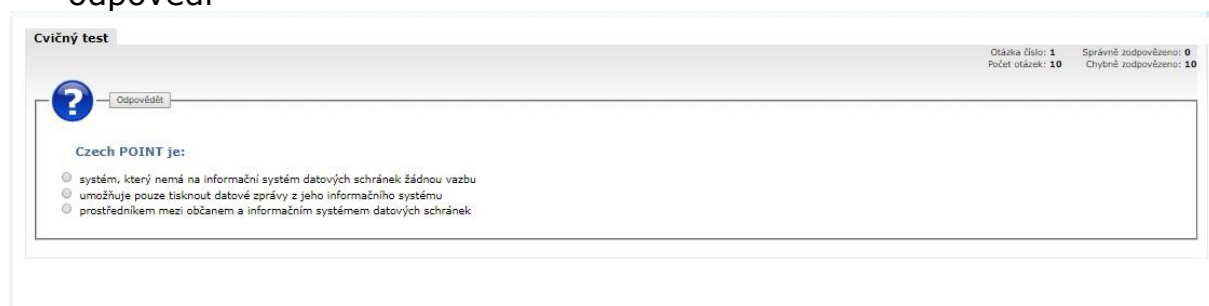 odpovědi
Cvičný test
Otázka číslo: 1 Správně zodpovězeno: 0
Počet otázek: 10 Chybně zodpovězeno: 10
?
Odpovědět
Czech POINT je:
systém, který nemá na informační systém datových schránek žádnou vazbu
umožňuje pouze tisknout datové zprávy z jeho informačního systému
prostředníkem mezi občanem a informačním systémem datových schránek